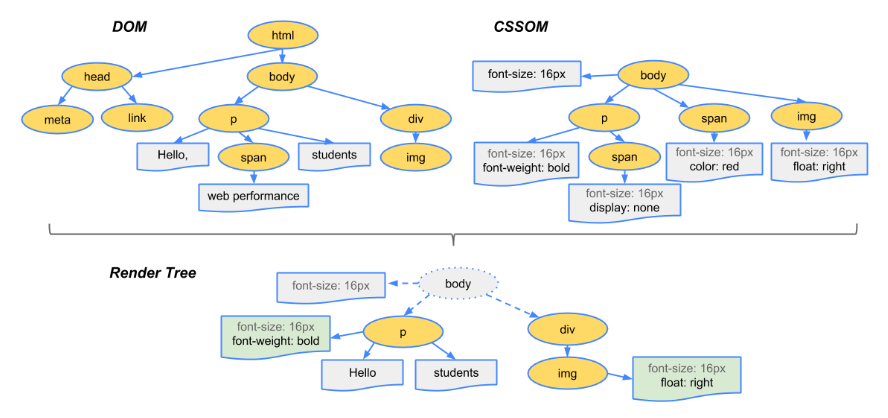 DOM
CSSOM
html
head
body
meta
link
p
div
Hello,
span
students
img
web performance
font-size: 16px
body
p
span
img
font-size: 16px
font-weight: bold
span
font-size: 16px
color: red
font-size: 16px
float: right
font-size: 16px
display: none
Render Tree
font-size: 16px
body
font-size: 16px
font-weight: bold
p
div
Hello
students
img
font-size: 16px
float: right